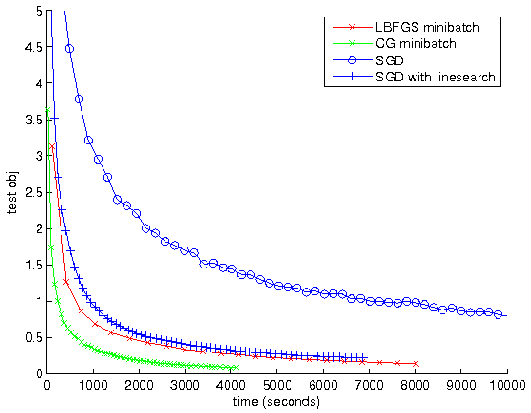 5
4.5
4
3.5
3
2.5
2
1.5
1
0.5
0
test obj
LBFGS minibatch
CG minibatch
SGD
SGD with inesearch
0 1000 2000 3000 4000 5000 6000 7000 8000 9000 10000
time (seconds)